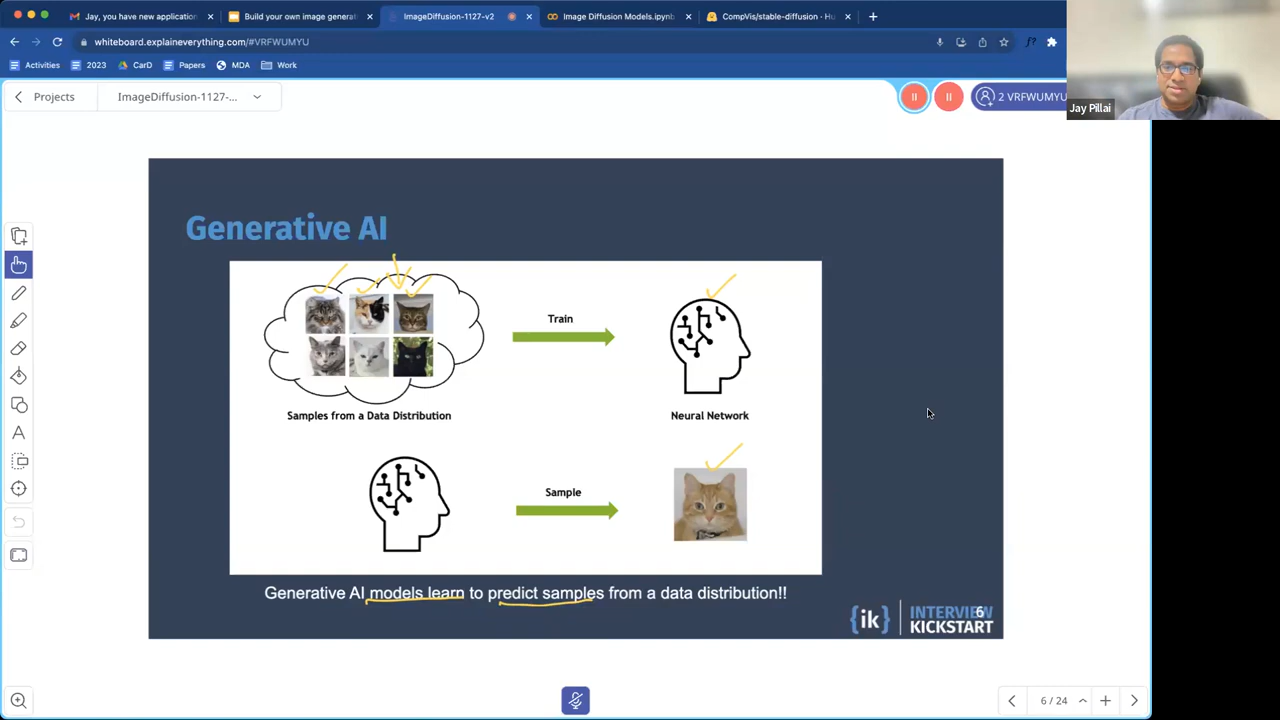 Jay, you have new application
Build your own image generat
ImageDiffusion-1127-v2
Image Diffusion Models.ipynb
CompVis/stable-diffusion · Hu
whiteboard.explaineverything.com/#VRFWUMYU
f?
Activities
2023
CarD
Papers
MDA
Work
Jay Pillai
Projects
ImageDiffusion-1127-...
2 VRFWUMYU
Generative AI
Train
Samples from a Data Distribution
Neural Network
Sample
Generative AI models learn to predict samples from a data distribution!!
{ik}
INTERVIEW
KICKSTART
6
A
6 / 24